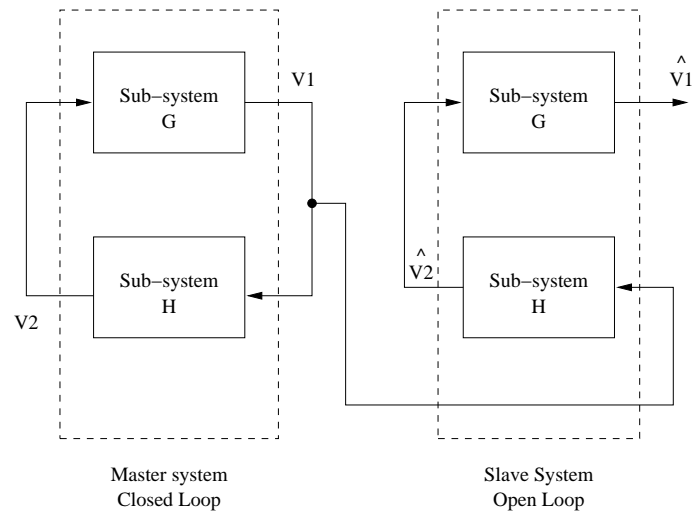 V1
Sub−system
G
Sub−system
H
V2
Master system
Closed Loop
^
V1
Sub−system
G
^
V2
Sub−system
H
Slave System
Open Loop